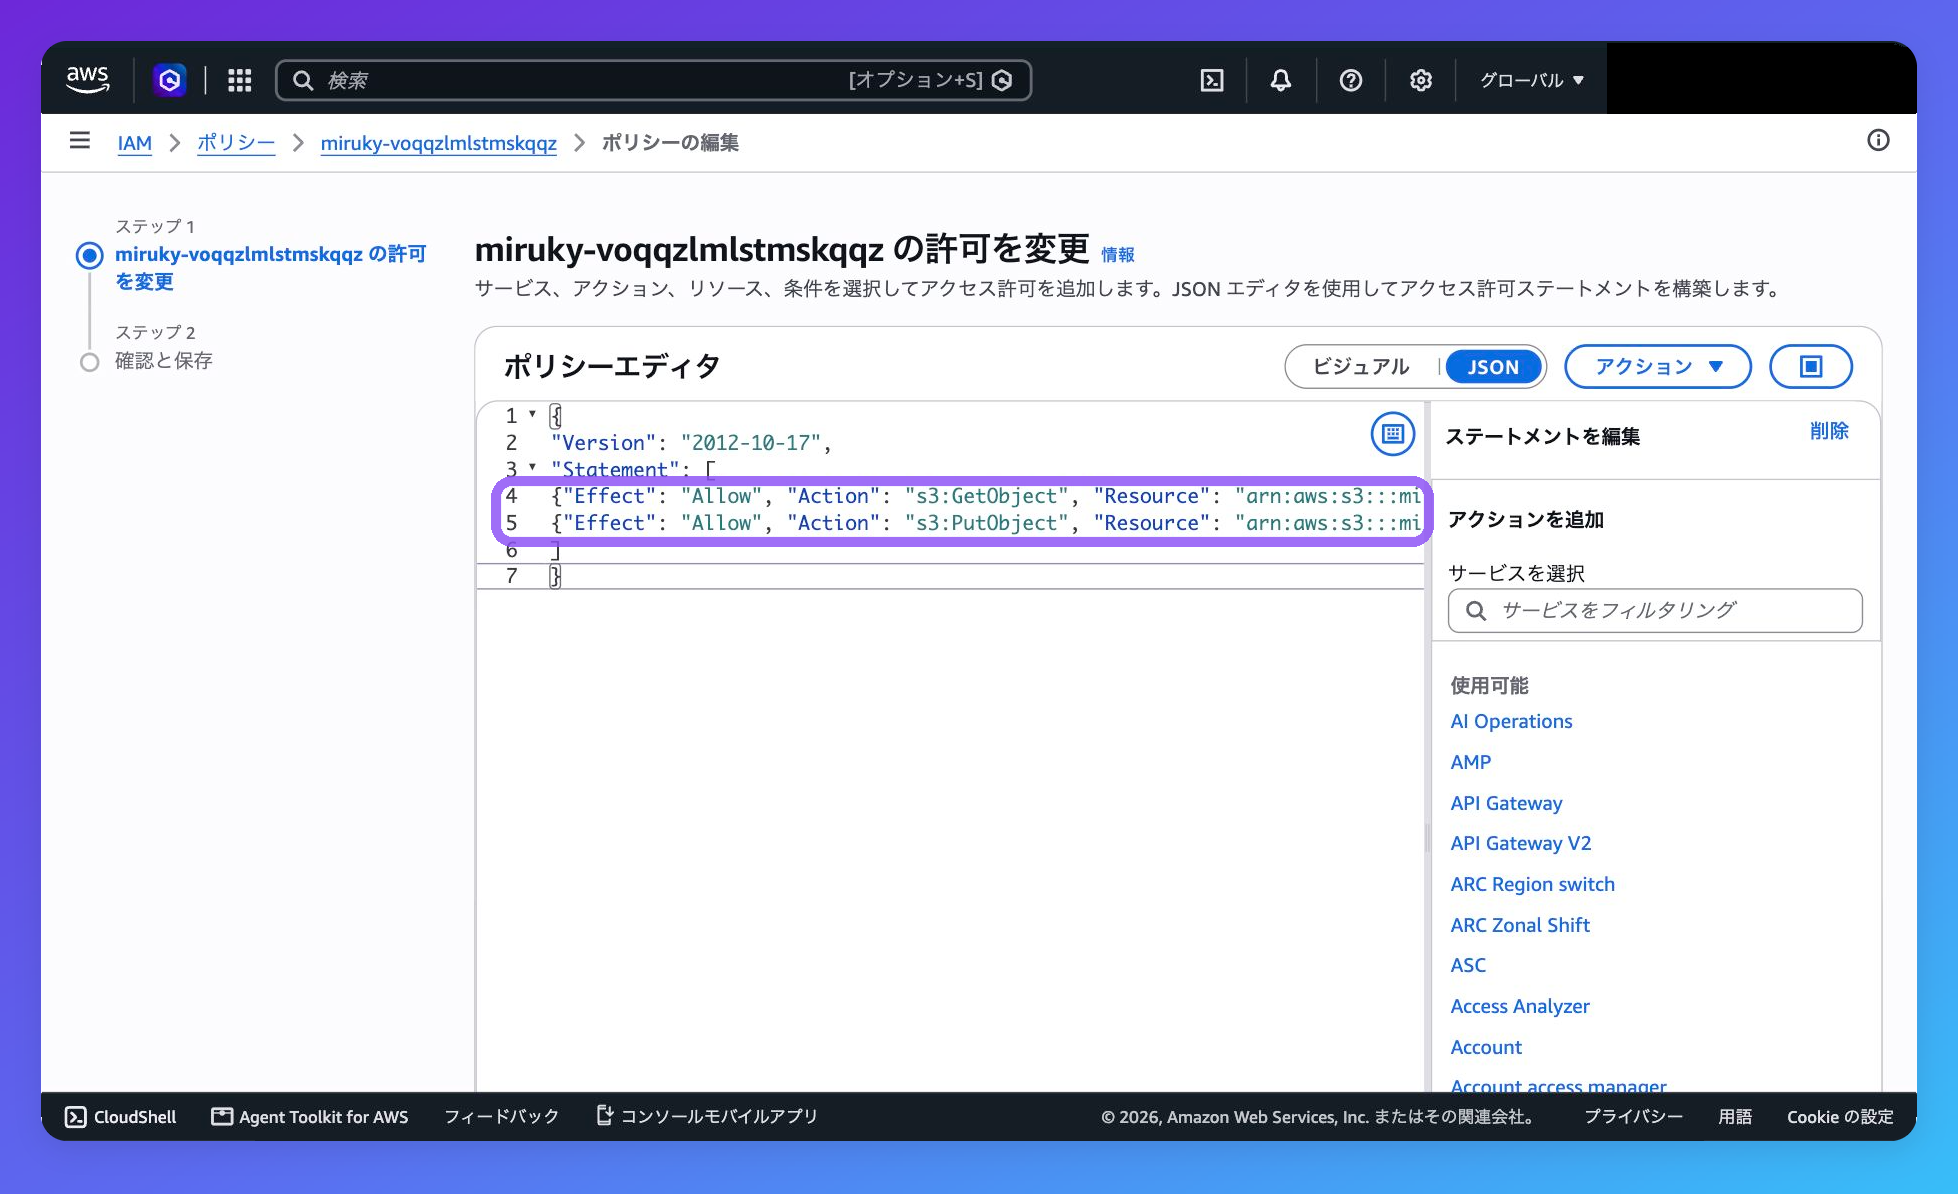 aws
検索
[オプション+S]
グローバル ▼
IAM > ポリシー > miruky-voqqzlmlstmskqqz > ポリシーの編集
ステップ 1
miruky-voqqzlmlstmskqqz の許可
を変更
ステップ 2
確認と保存
miruky-voqqzlmlstmskqqz の許可を変更 情報
サービス、アクション、リソース、条件を選択してアクセス許可を追加します。JSON エディタを使用してアクセス許可ステートメントを構築します。
ポリシーエディタ
ビジュアル | JSON
アクション ▼
1 {
2 "Version": "2012-10-17",
3 "Statement": [
4 {"Effect": "Allow", "Action": "s3:GetObject", "Resource": "arn:aws:s3:::mi
5 {"Effect": "Allow", "Action": "s3:PutObject", "Resource": "arn:aws:s3:::mi
6 ]
7 }
ステートメントを編集
削除
アクションを追加
サービスを選択
サービスをフィルタリング
使用可能
AI Operations
AMP
API Gateway
API Gateway V2
ARC Region switch
ARC Zonal Shift
ASC
Access Analyzer
Account
Account access manager
CloudShell
Agent Toolkit for AWS
フィードバック
コンソールモバイルアプリ
© 2026, Amazon Web Services, Inc. またはその関連会社。
プライバシー
用語
Cookie の設定